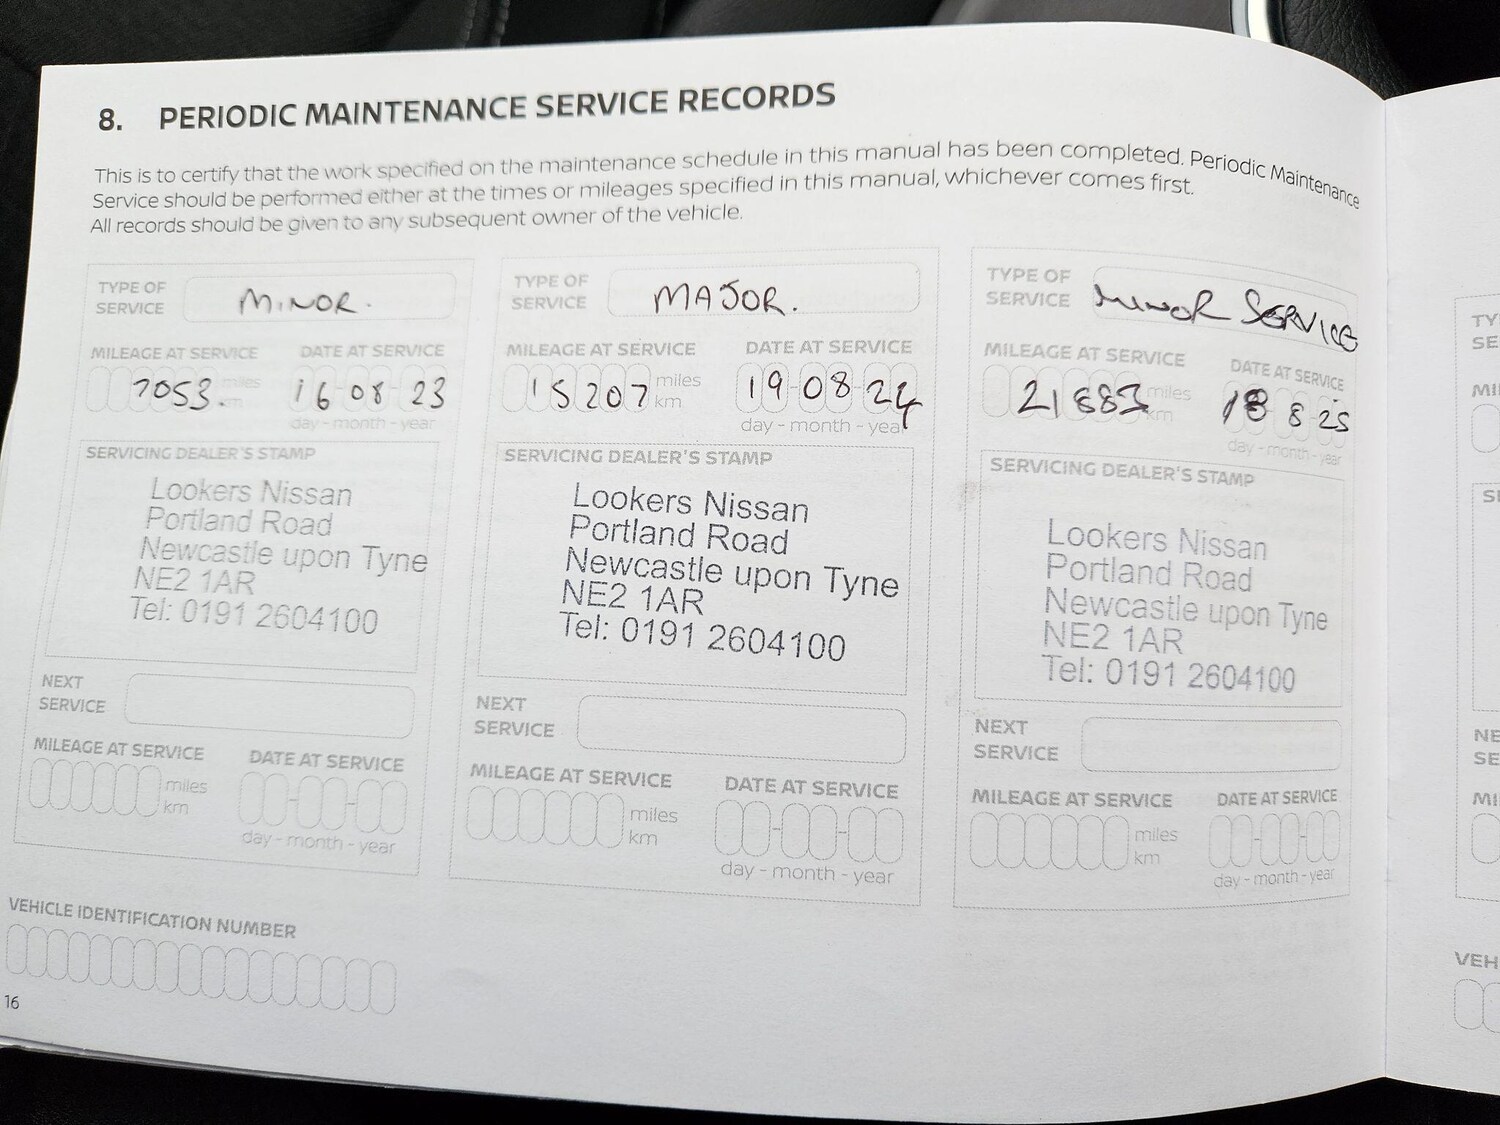 8. PERIODIC MAINTENANCE SERVICE RECORDS
This is to certify that the work specified on the maintenance schedule in this manual has been completed. Periodic Maintenance
Service should be performed either at the times or mileages specified in this manual, whichever comes first.
All records should be given to any subsequent owner of the vehicle.
TYPE OF
SERVICE
MINOR.
MILEAGE AT SERVICE
DATE AT SERVICE
7053.
miles
km
16-08-23
day - month - year
SERVICING DEALER'S STAMP
Lookers Nissan
Portland Road
Newcastle upon Tyne
NE2 1AR
Tel: 0191 2604100
NEXT
SERVICE
MILEAGE AT SERVICE
DATE AT SERVICE
miles
km
day - month - year
TYPE OF
SERVICE
MAJOR.
MILEAGE AT SERVICE
DATE AT SERVICE
15207
miles
km
19-08-24
day - month - year
SERVICING DEALER'S STAMP
Lookers Nissan
Portland Road
Newcastle upon Tyne
NE2 1AR
Tel: 0191 2604100
NEXT
SERVICE
MILEAGE AT SERVICE
DATE AT SERVICE
miles
km
day - month - year
TYPE OF
SERVICE
MINOR SERVICE
MILEAGE AT SERVICE
DATE AT SERVICE
21883
miles
km
18 8 25
day - month - year
SERVICING DEALER'S STAMP
Lookers Nissan
Portland Road
Newcastle upon Tyne
NE2 1AR
Tel: 0191 2604100
NEXT
SERVICE
MILEAGE AT SERVICE
DATE AT SERVICE
miles
km
day - month - year
VEHICLE IDENTIFICATION NUMBER
16
TY
SE
MI
S
NE
SE
MI
VEH